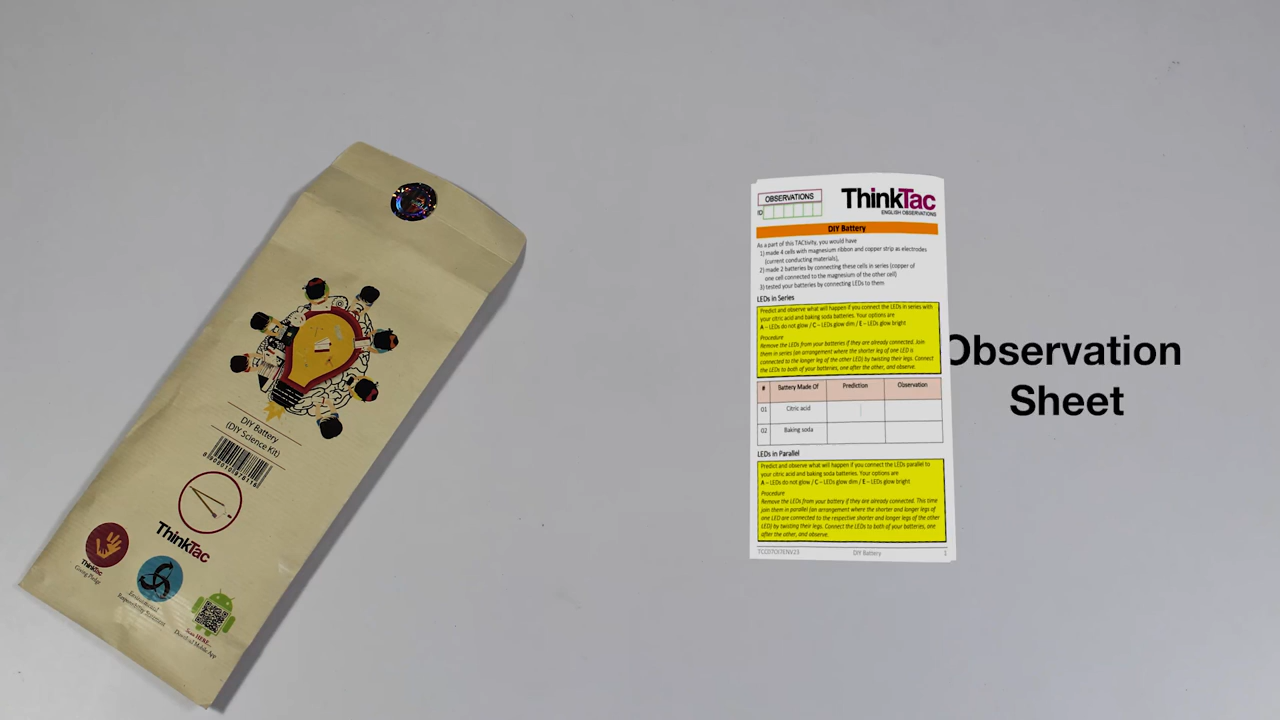 DIY Battery
(DIY Science Kit)
ThinkTac
ThinkTac
Giving Pledge
Scan HERE...
Download Mobile App
OBSERVATIONS
ID
ThinkTac
ENGLISH OBSERVATIONS
DIY Battery
As a part of this TACtivity, you would have
1) made 4 cells with magnesium ribbon and copper strip as electrodes
(current conducting materials),
2) made 2 batteries by connecting these cells in series (copper of
one cell connected to the magnesium of the other cell)
3) tested your batteries by connecting LEDs to them
LEDs in Series
Predict and observe what will happen if you connect the LEDs in series with
your citric acid and baking soda batteries. Your options are
A – LEDs do not glow / C – LEDs glow dim / E – LEDs glow bright
Procedure
Remove the LEDs from your batteries if they are already connected. Join
them in series (an arrangement where the shorter leg of one LED is
connected to the longer leg of the other LED) by twisting their legs. Connect
the LEDs to both of your batteries, one after the other, and observe.
# Battery Made Of Prediction Observation
01 Citric acid
02 Baking soda
LEDs in Parallel
Predict and observe what will happen if you connect the LEDs parallel to
your citric acid and baking soda batteries. Your options are
A – LEDs do not glow / C – LEDs glow dim / E – LEDs glow bright
Procedure
Remove the LEDs from your battery if they are already connected. This time
join them in parallel (an arrangement where the shorter and longer legs of
one LED are connected to the respective shorter and longer legs of the other
LED) by twisting their legs. Connect the LEDs to both of your batteries, one
after the other, and observe.
DIY Battery 1
Observation
Sheet